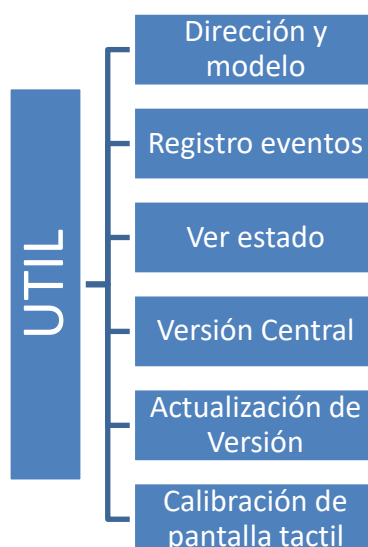 UTIL
Dirección y
modelo
Registro eventos
Ver estado
Versión Central
Actualización de
Versión
Calibración de
pantalla tactil